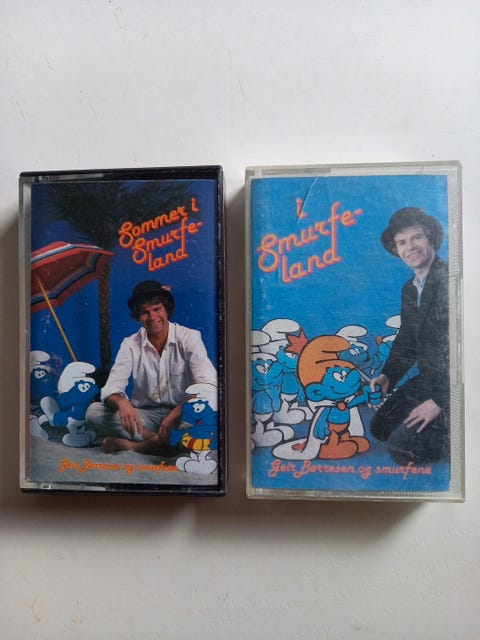 Sommer i
Smurfe-
land
Geir Børresen og smurfene
i
Smurfe-
land
Geir Børresen og smurfene